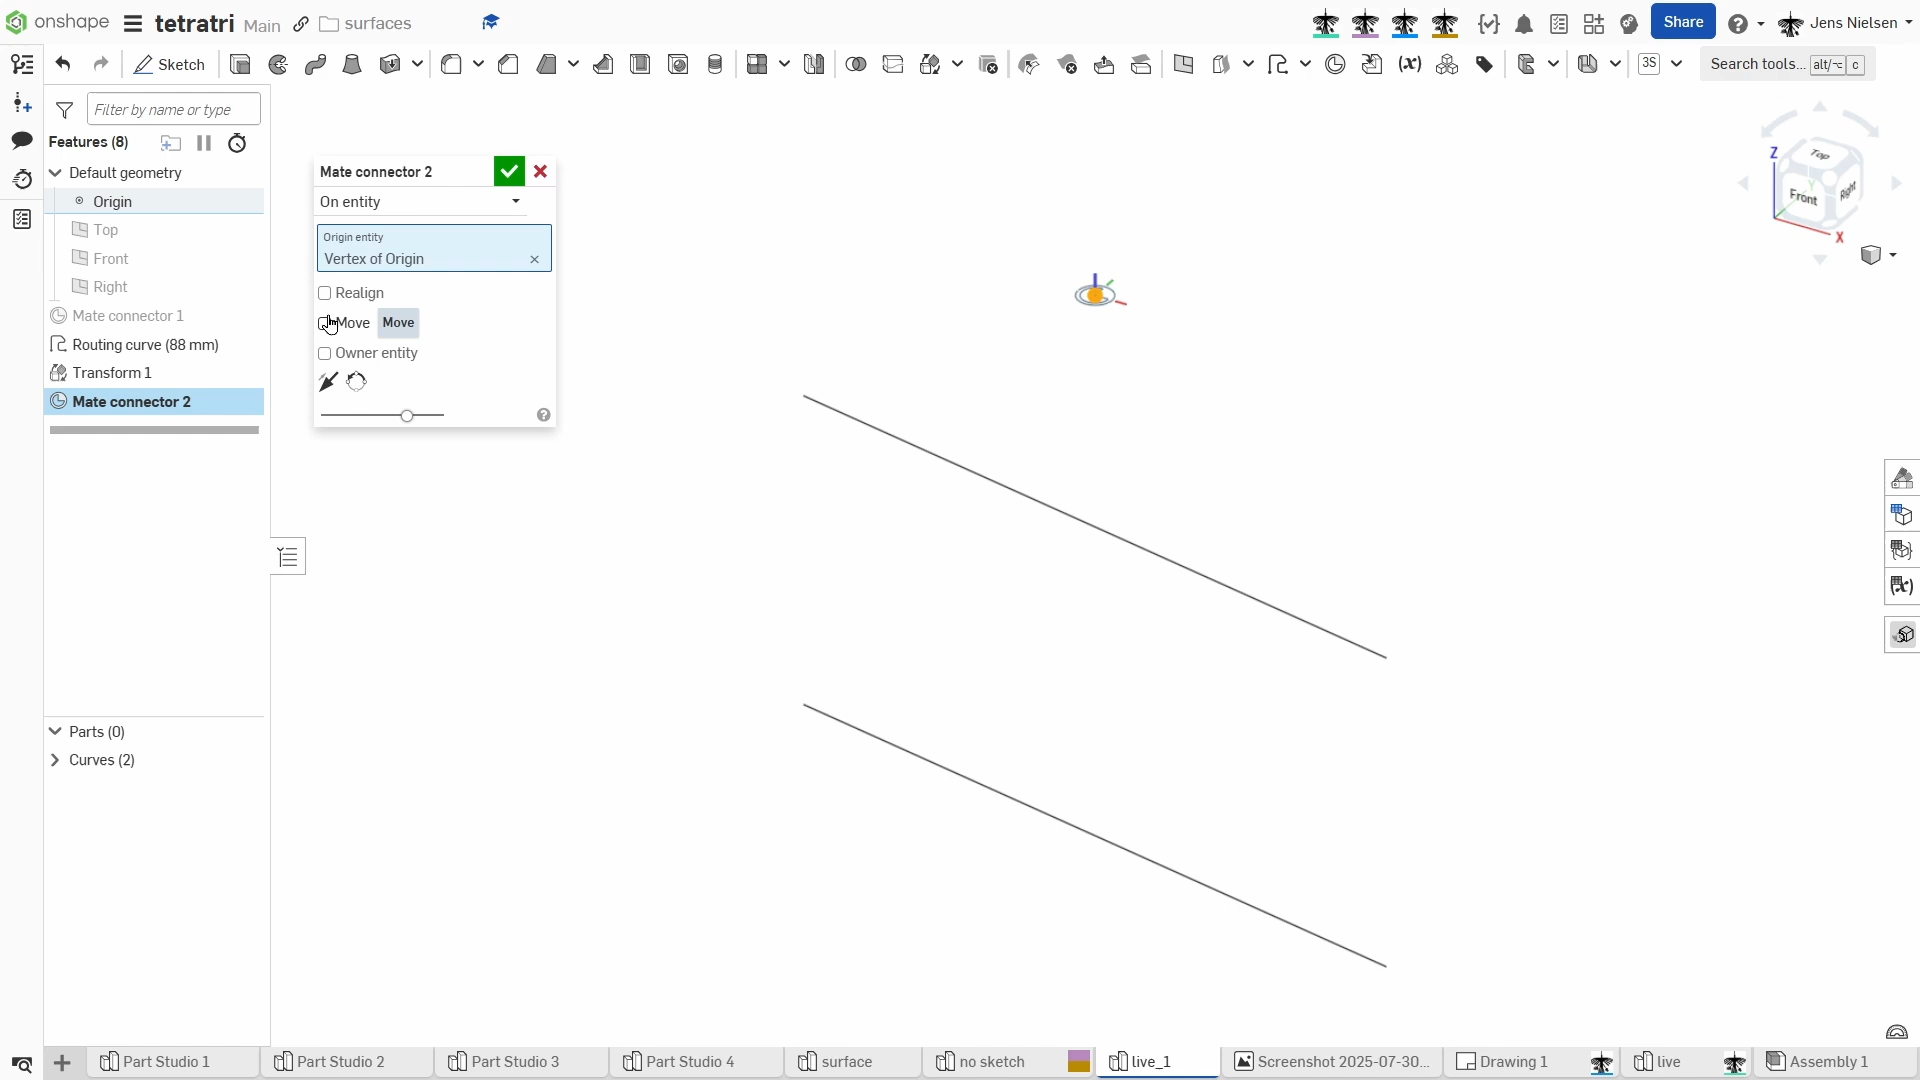 onshape tetratri Main surfaces Share Jens Nielsen
Sketch 3S Search tools... alt/⌥ c
Filter by name or type
Features (8)
Default geometry
Origin
Top
Front
Right
Mate connector 1
Routing curve (88 mm)
Transform 1
Mate connector 2
Parts (0)
Curves (2)
Mate connector 2
On entity
Origin entity
Vertex of Origin
Realign
Move Move
Owner entity
Z
Top
Front
Right
Y
X
Part Studio 1 Part Studio 2 Part Studio 3 Part Studio 4 surface no sketch live_1 Screenshot 2025-07-30... Drawing 1 live Assembly 1